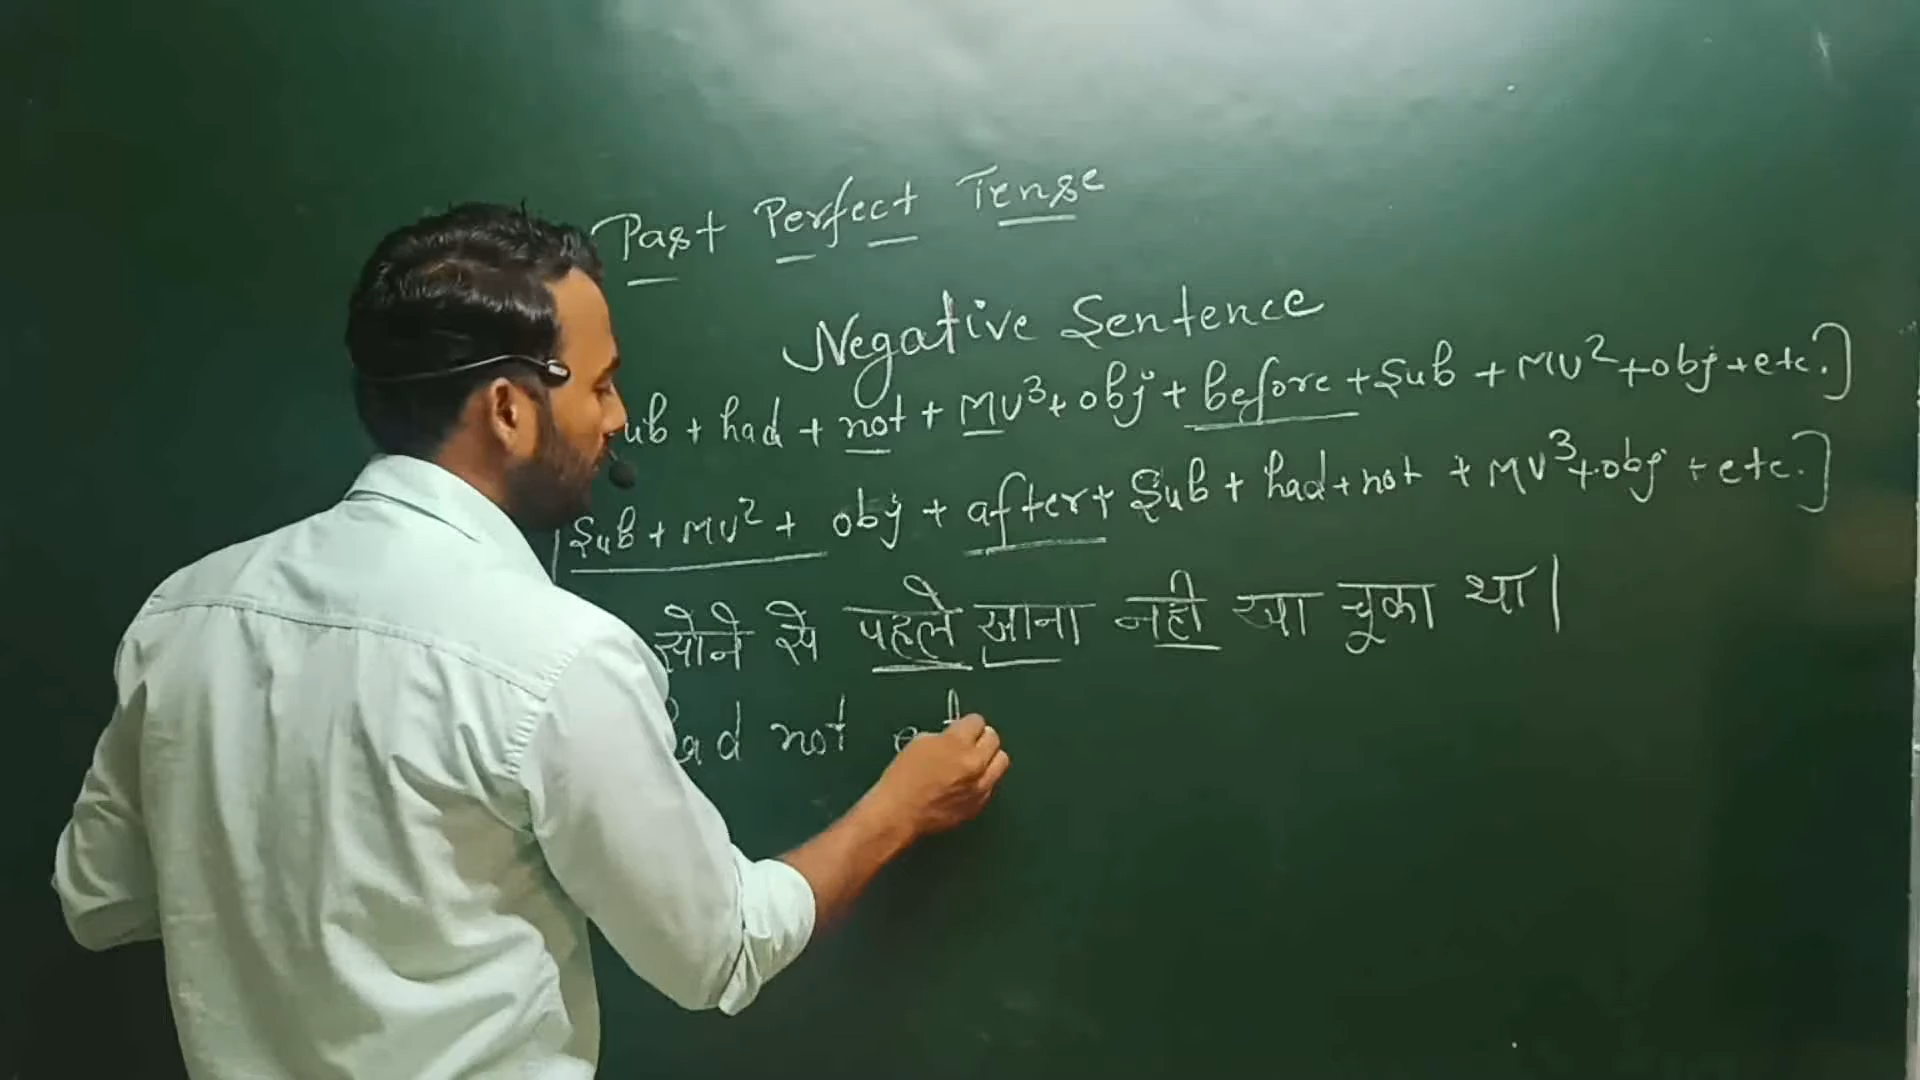 Past Perfect Tense
Negative Sentence
ub + had + not + MV³ + obj + before + Sub + MV² + obj + etc.]
[Sub + MV² + obj + after + Sub + had + not + MV³ + obj + etc.]
सोने से पहले खाना नही खा चूका था।
had not